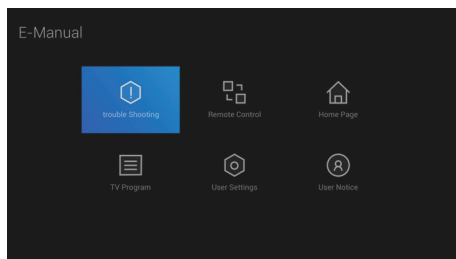 E-Manual
trouble Shooting
Remote Control
Home Page
TV Program
User Settings
User Notice